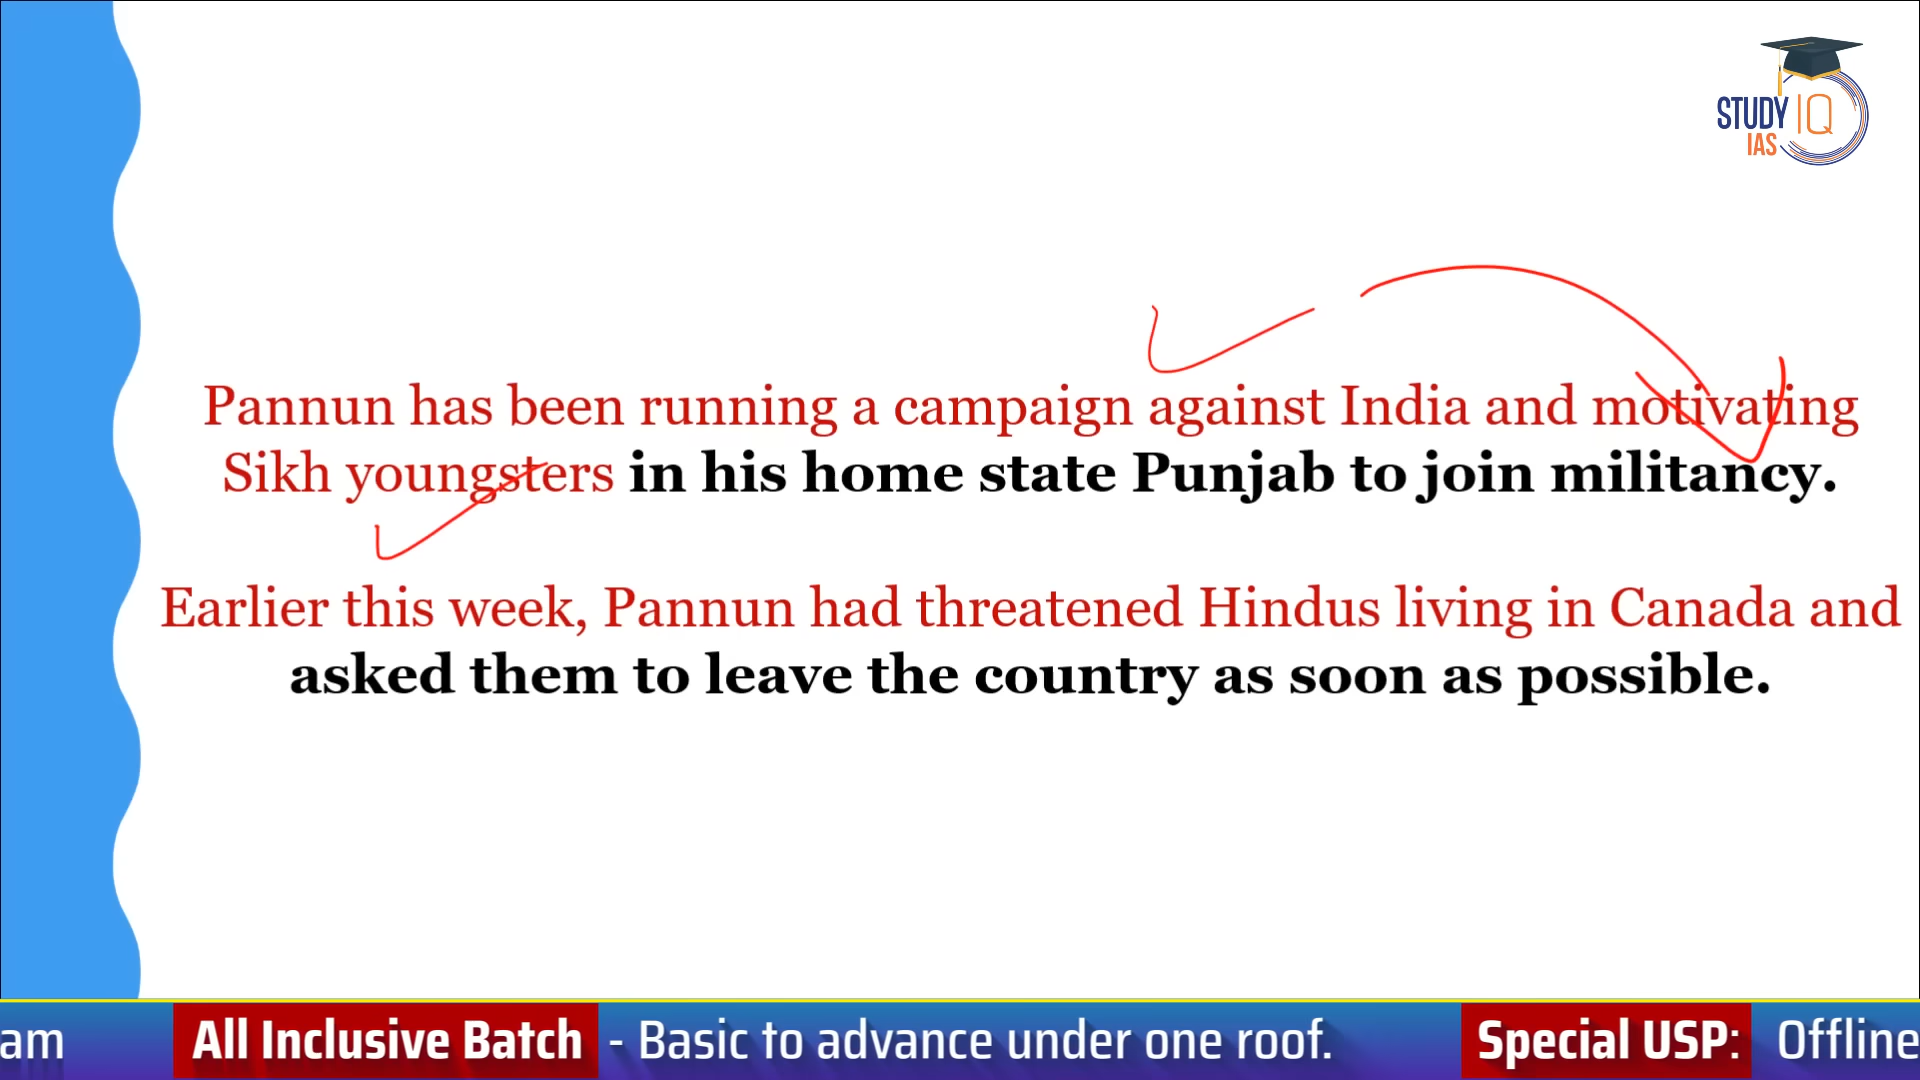 STUDY IQ
IAS
Pannun has been running a campaign against India and motivating
Sikh youngsters in his home state Punjab to join militancy.
Earlier this week, Pannun had threatened Hindus living in Canada and
asked them to leave the country as soon as possible.
am All Inclusive Batch - Basic to advance under one roof. Special USP: Offline